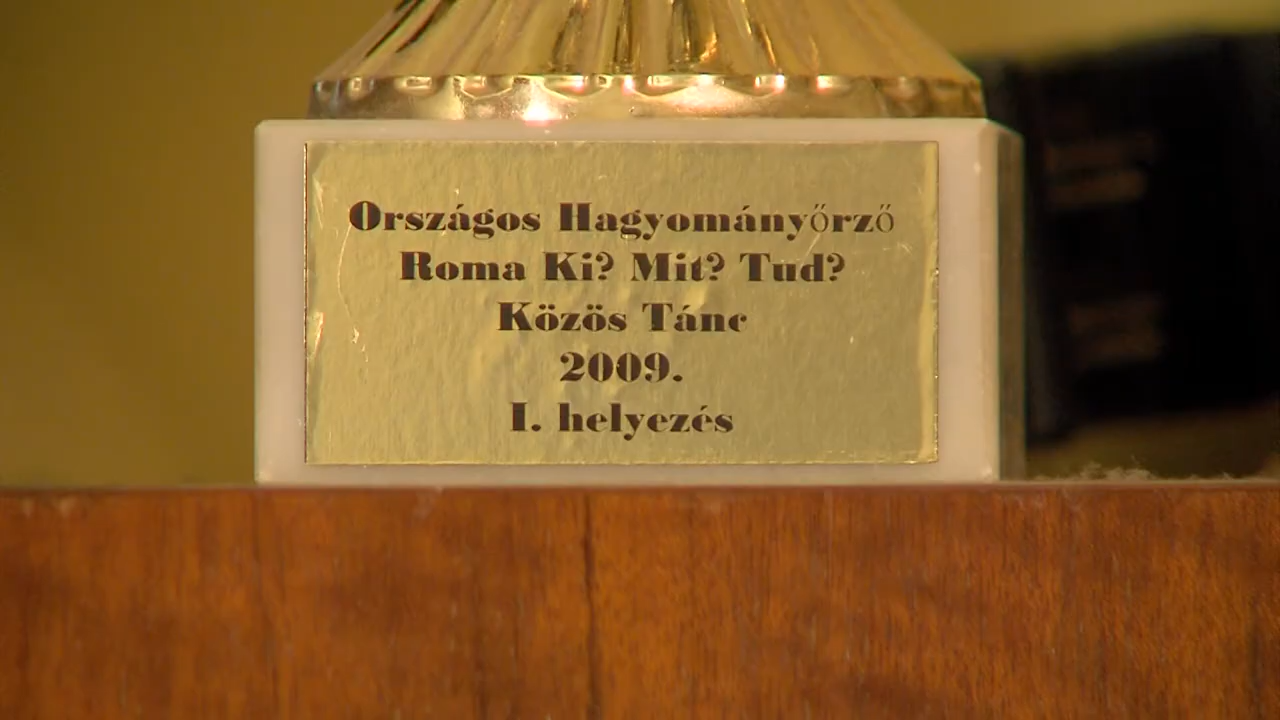 Országos Hagyományőrző
Roma Ki? Mit? Tud?
Közös Tánc
2009.
I. helyezés